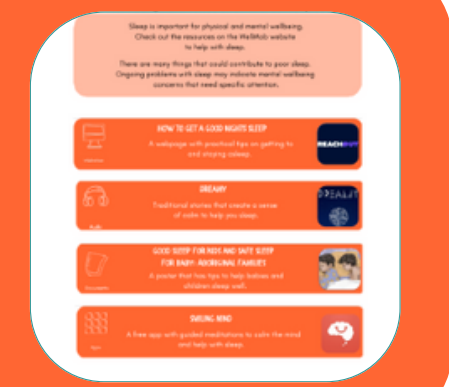 Sleep is important for physical and mental wellbeing.
Check out the resources on the WellMob website
to help with sleep.
There are many things that could contribute to poor sleep.
Ongoing problems with sleep may indicate mental wellbeing
concerns that need specific attention.
HOW TO GET A GOOD NIGHTS SLEEP
A webpage with practical tips on getting to
and staying asleep.
REACHOUT
DREAMY
Traditional stories that create a sense
of calm to help you sleep.
DREAMY
Audio
GOOD SLEEP FOR KIDS AND SAFE SLEEP
FOR BABY: ABORIGINAL FAMILIES
A poster that has tips to help babies and
children sleep well.
SMILING MIND
A free app with guided meditations to calm the mind
and help with sleep.